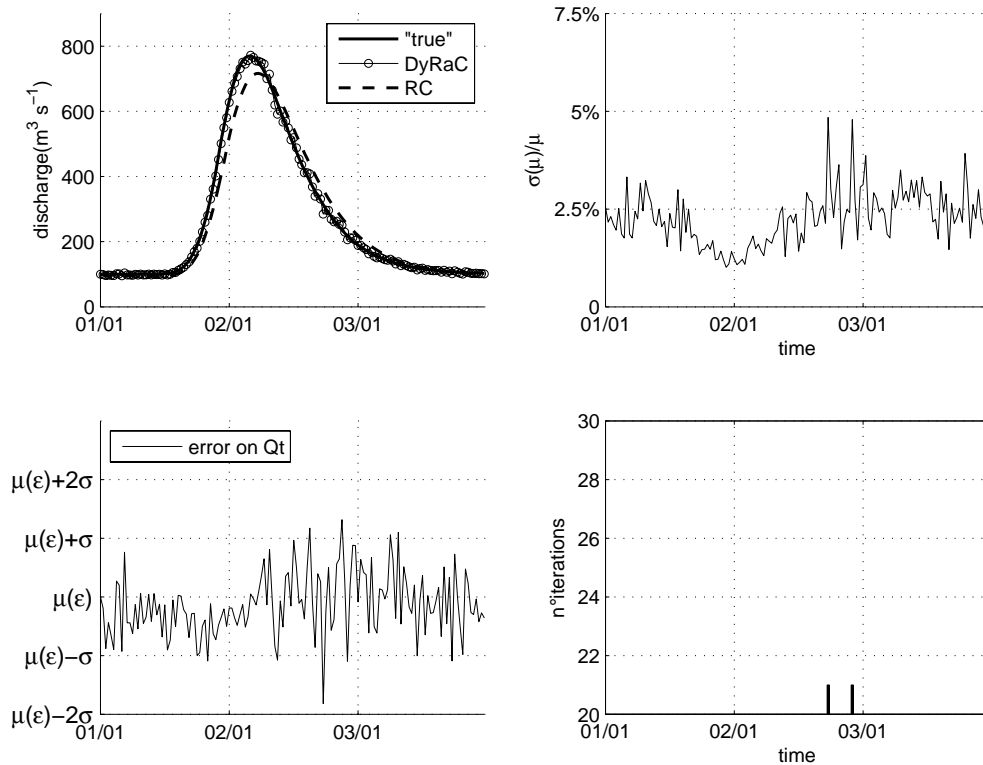 800
600
400
200
0
discharge(m³ s⁻¹)
"true"
DyRaC
RC
01/01
02/01
03/01
7.5%
5%
2.5%
0
σ(μ)/μ
01/01
02/01
03/01
time
error on Qt
μ(ε)+2σ
μ(ε)+σ
μ(ε)
μ(ε)−σ
μ(ε)−2σ
01/01
02/01
03/01
30
28
26
24
22
20
n°iterations
01/01
02/01
03/01
time